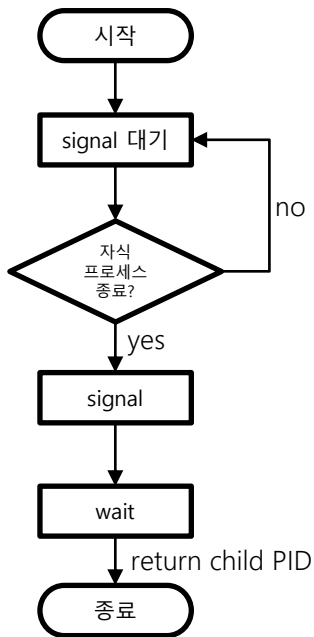 시작
signal 대기
no
자식
프로세스
종료?
yes
signal
wait
return child PID
종료